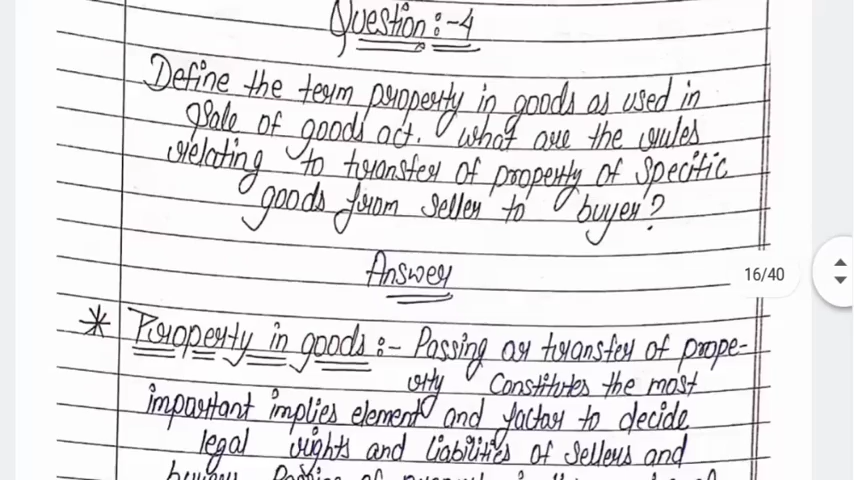 Question :- 4
Define the term property in goods as used in
Sale of goods act. What are the rules
relating to transfer of property of specific
goods from seller to buyer?
Answer
16/40
* Property in goods :- Passing or transfer of prope-
rty constitutes the most
important implies element and factor to decide
legal rights and liabilities of sellers and